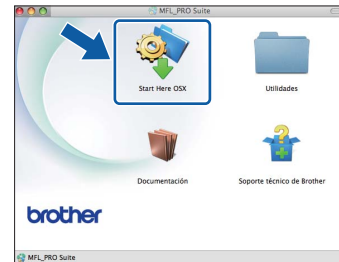 MFL_PRO Suite
Start Here OSX
Utilidades
Documentación
Soporte técnico de Brother
brother
MFL_PRO Suite